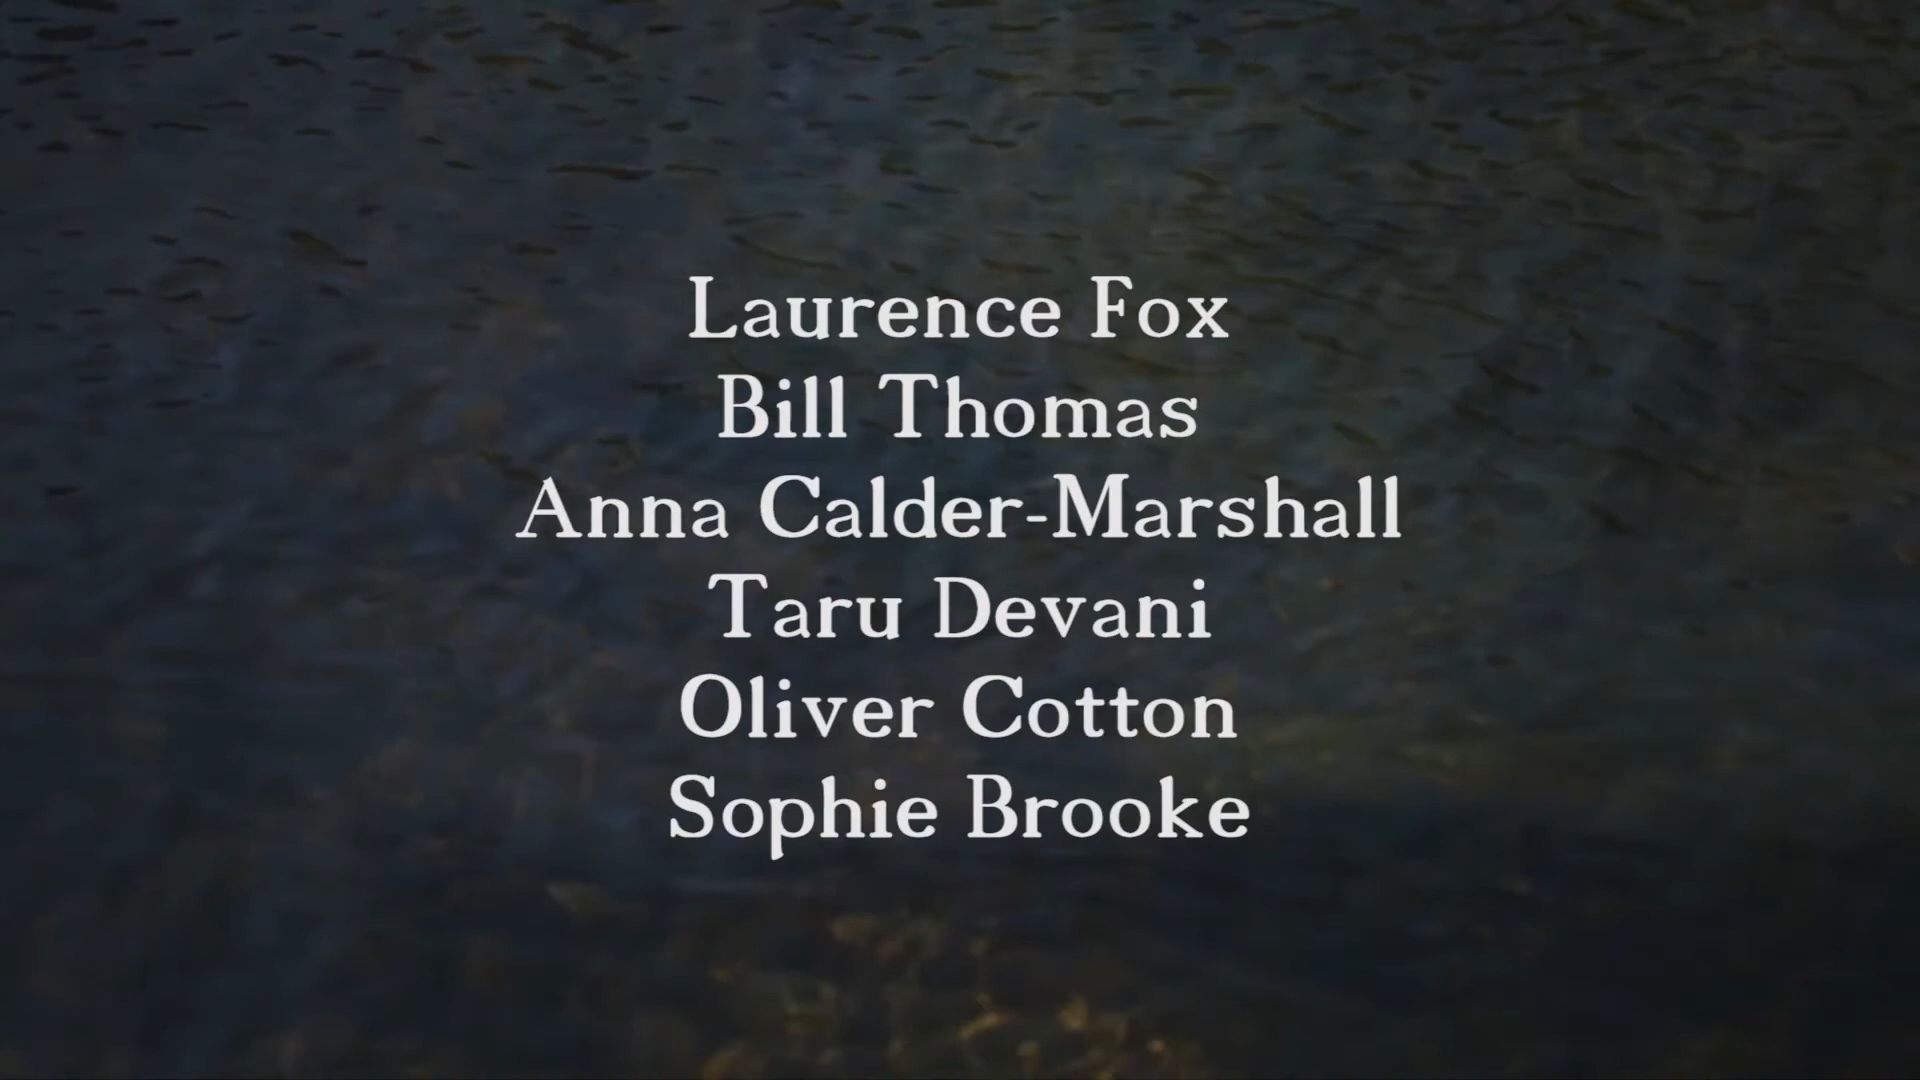 Laurence Fox
Bill Thomas
Anna Calder-Marshall
Taru Devani
Oliver Cotton
Sophie Brooke